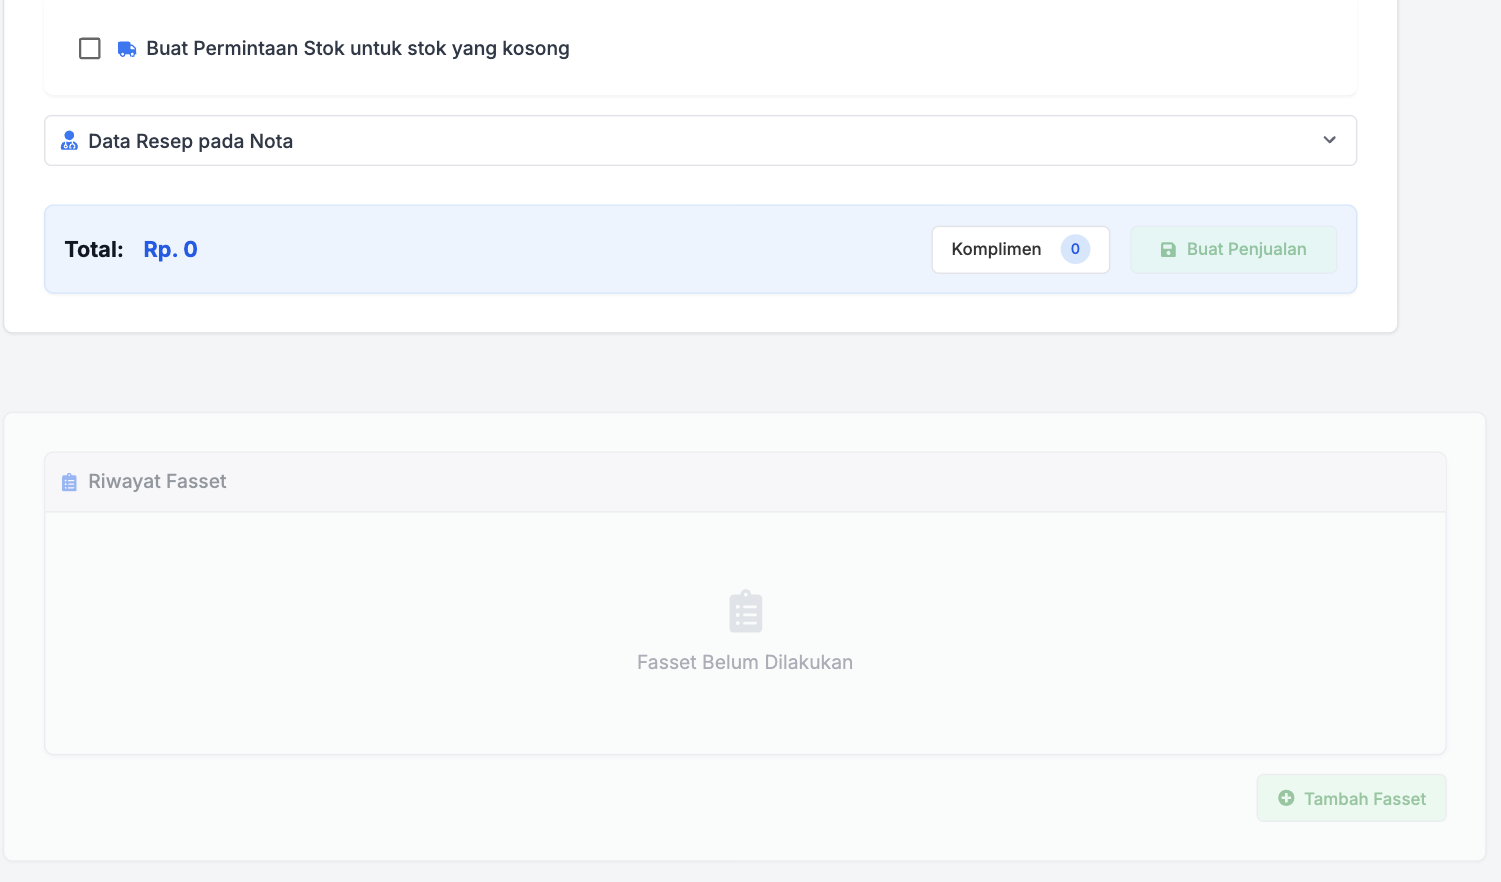 Buat Permintaan Stok untuk stok yang kosong
Data Resep pada Nota
Total: Rp. 0
Komplimen 0
Buat Penjualan
Riwayat Fasset
Fasset Belum Dilakukan
Tambah Fasset